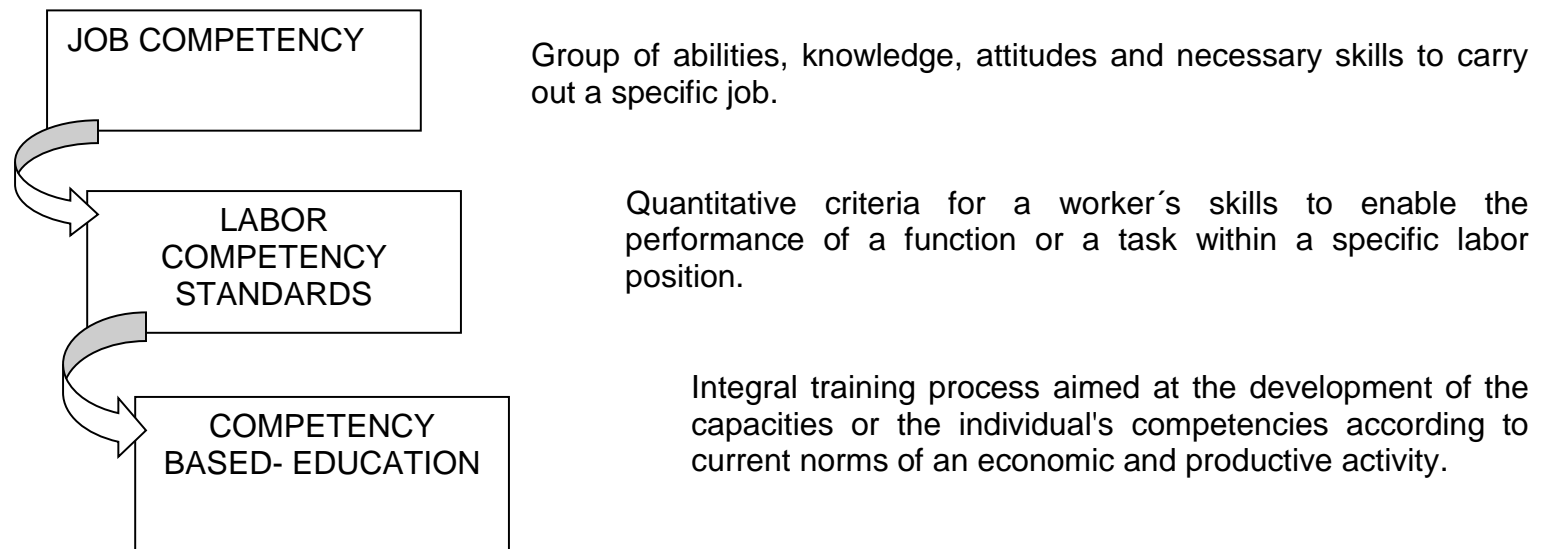 JOB COMPETENCY
Group of abilities, knowledge, attitudes and necessary skills to carry
out a specific job.
LABOR
COMPETENCY
STANDARDS
Quantitative criteria for a worker´s skills to enable the
performance of a function or a task within a specific labor
position.
COMPETENCY
BASED- EDUCATION
Integral training process aimed at the development of the
capacities or the individual's competencies according to
current norms of an economic and productive activity.